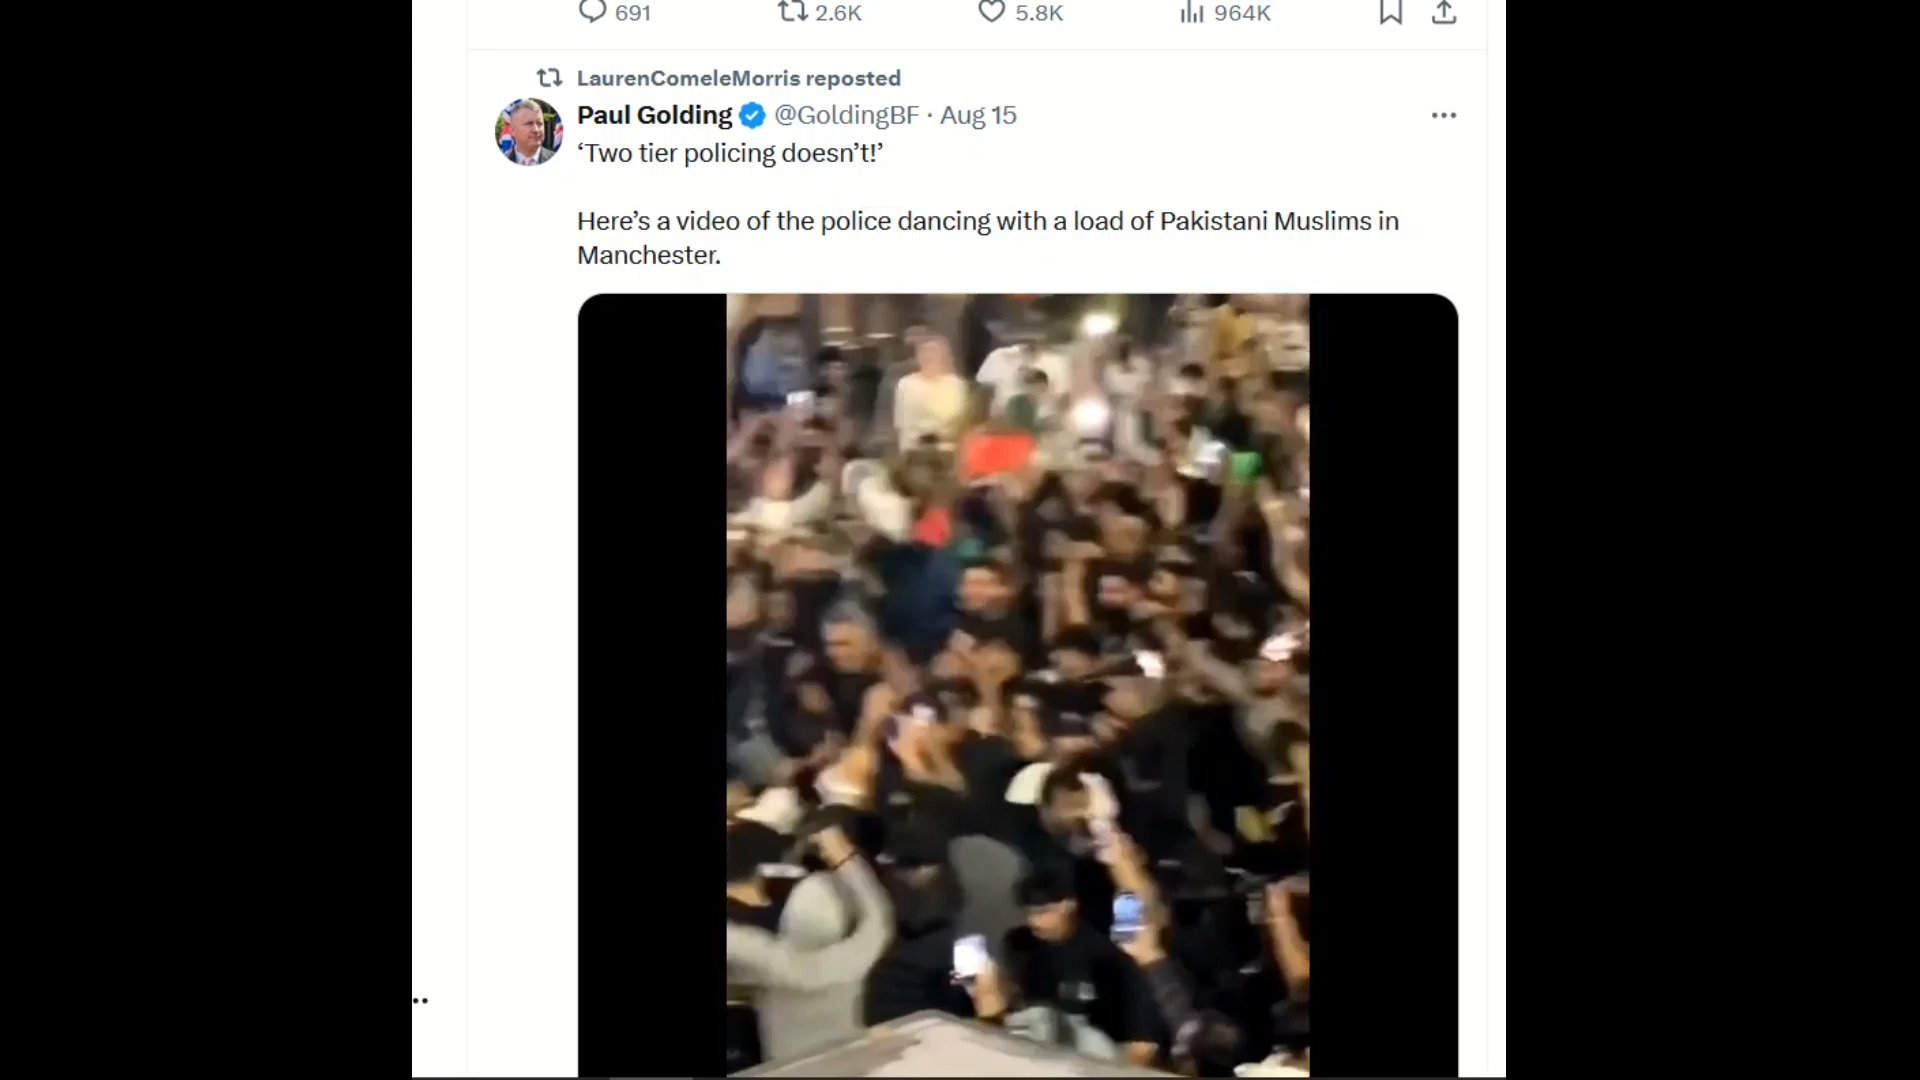 691 2.6K 5.8K 964K
LaurenComeleMorris reposted
Paul Golding @GoldingBF · Aug 15
‘Two tier policing doesn’t!’
Here’s a video of the police dancing with a load of Pakistani Muslims in
Manchester.